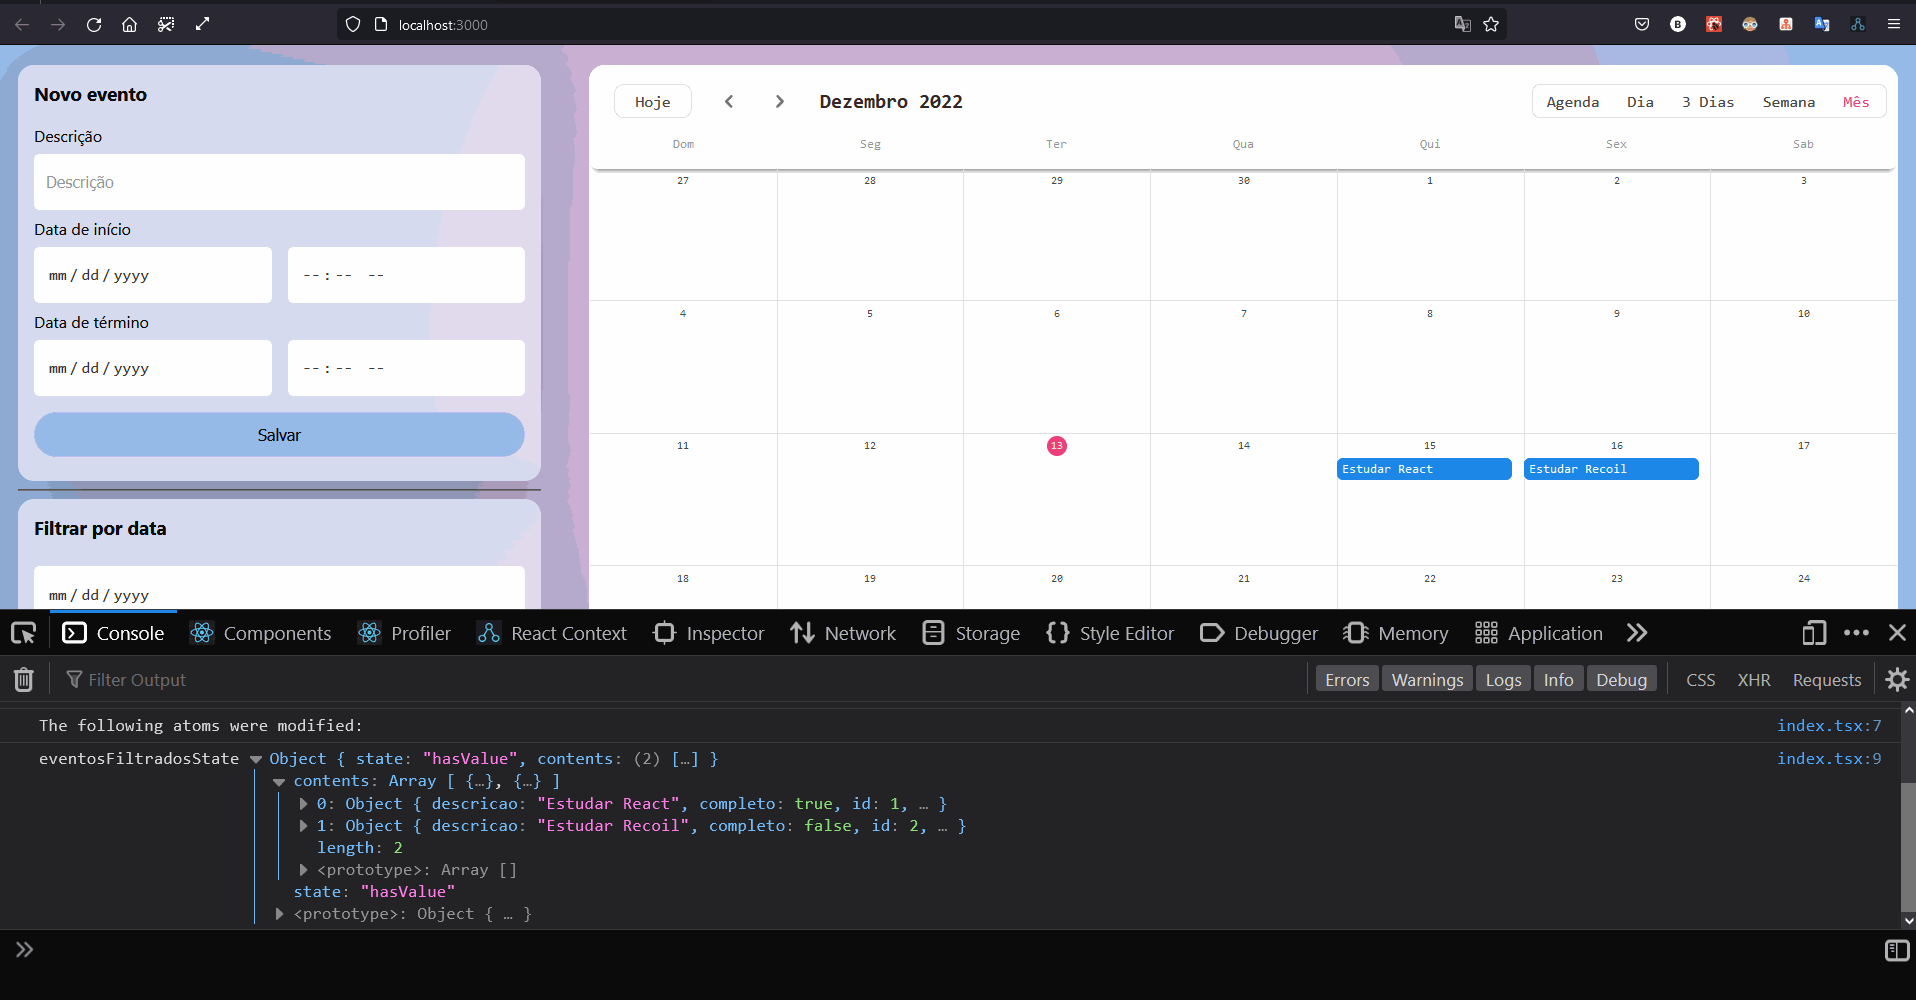 localhost:3000
B
Novo evento
Descrição
Descrição
Data de início
mm / dd / yyyy
-- : -- --
Data de término
mm / dd / yyyy
-- : -- --
Salvar
Filtrar por data
mm / dd / yyyy
Hoje
Dezembro 2022
Agenda Dia 3 Dias Semana Mês
Dom Seg Ter Qua Qui Sex Sab
27 28 29 30 1 2 3
4 5 6 7 8 9 10
11 12 13 14 15 16 17
Estudar React Estudar Recoil
18 19 20 21 22 23 24
Console Components Profiler React Context Inspector Network Storage Style Editor Debugger Memory Application
Filter Output Errors Warnings Logs Info Debug CSS XHR Requests
The following atoms were modified: index.tsx:7
eventosFiltradosState Object { state: "hasValue", contents: (2) […] } index.tsx:9
contents: Array [ {…}, {…} ]
0: Object { descricao: "Estudar React", completo: true, id: 1, … }
1: Object { descricao: "Estudar Recoil", completo: false, id: 2, … }
length: 2
<prototype>: Array []
state: "hasValue"
<prototype>: Object { … }